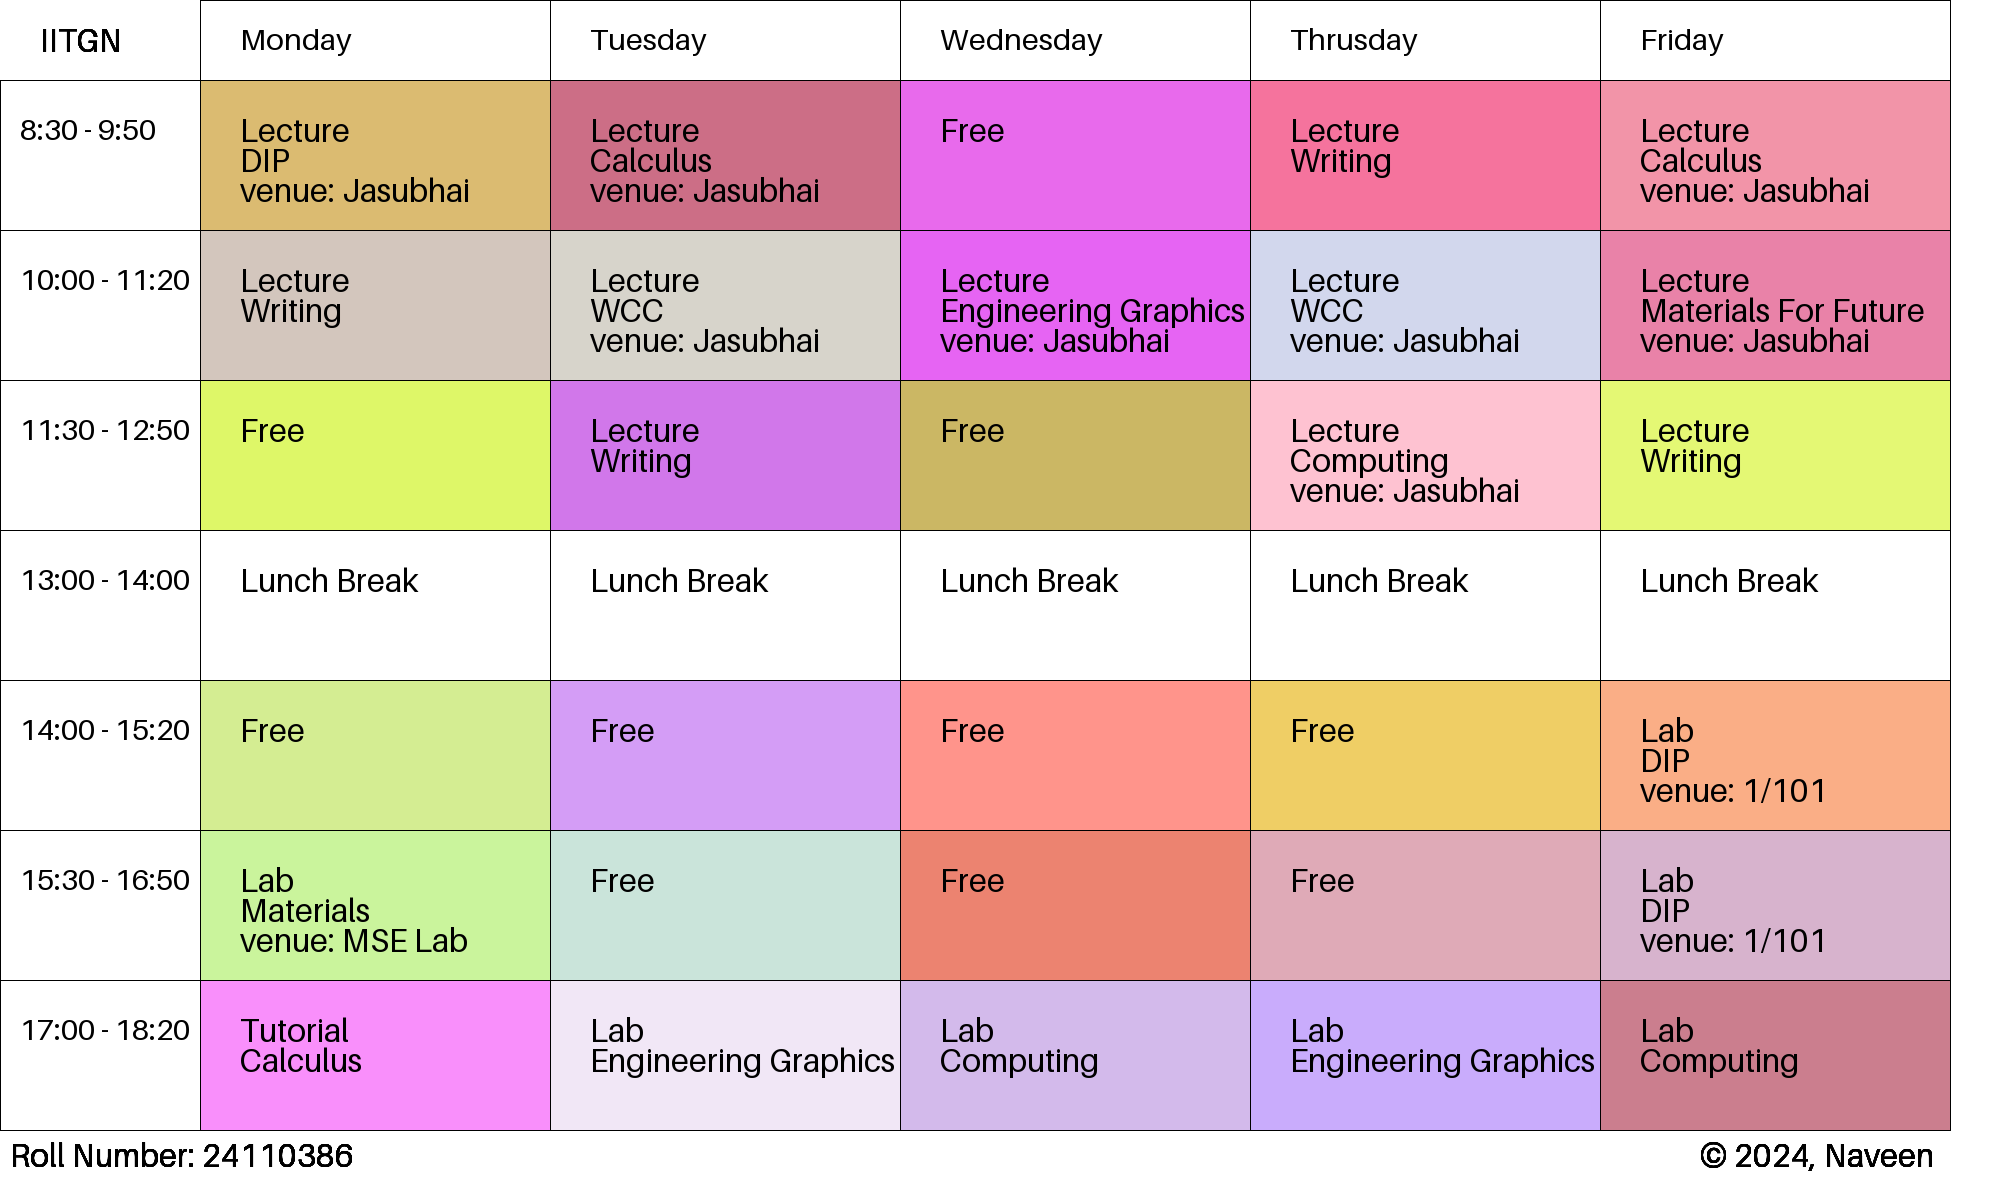 IITGN
Monday
Tuesday
Wednesday
Thrusday
Friday
8:30 - 9:50
Lecture
DIP
venue: Jasubhai
Lecture
Calculus
venue: Jasubhai
Free
Lecture
Writing
Lecture
Calculus
venue: Jasubhai
10:00 - 11:20
Lecture
Writing
Lecture
WCC
venue: Jasubhai
Lecture
Engineering Graphics
venue: Jasubhai
Lecture
WCC
venue: Jasubhai
Lecture
Materials For Future
venue: Jasubhai
11:30 - 12:50
Free
Lecture
Writing
Free
Lecture
Computing
venue: Jasubhai
Lecture
Writing
13:00 - 14:00
Lunch Break
Lunch Break
Lunch Break
Lunch Break
Lunch Break
14:00 - 15:20
Free
Free
Free
Free
Lab
DIP
venue: 1/101
15:30 - 16:50
Lab
Materials
venue: MSE Lab
Free
Free
Free
Lab
DIP
venue: 1/101
17:00 - 18:20
Tutorial
Calculus
Lab
Engineering Graphics
Lab
Computing
Lab
Engineering Graphics
Lab
Computing
Roll Number: 24110386
© 2024, Naveen